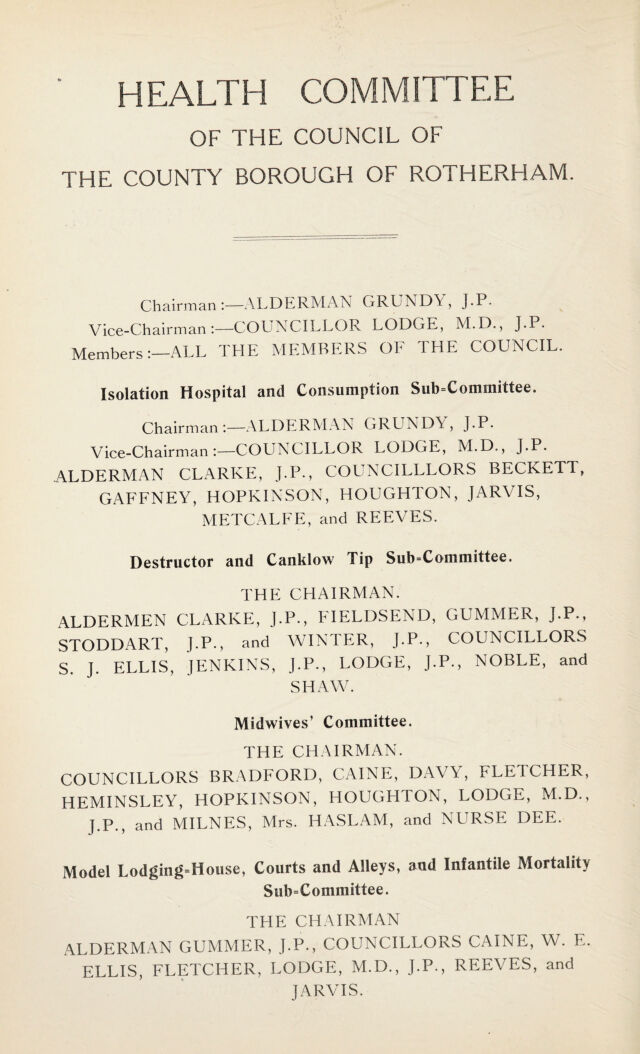 HEALTH COMMITTEE
OF THE COUNCIL OF
THE COUNTY BOROUGH OF ROTHERHAM.
Chairman:—ALDERMAN GRUNDY, J.P.
Vice-Chairman:—COUNCILLOR LODGE, M.D., J.P.
Members:—ALL THE MEMBERS OF THE COUNCIL.
Isolation Hospital and Consumption Sub-Committee.
Chairman:—ALDERMAN GRUNDY, J.P.
Vice-Chairman:—COUNCILLOR LODGE, M.D., J.P.
ALDERMAN CLARKE, J.P., COUNCILLLORS BECKETT,
GAFFNEY, HOPKINSON, HOUGHTON, JARVIS,
METCALFE, and REEVES.
Destructor and Canklow Tip Sub-Committee.
THE CHAIRMAN.
ALDERMEN CLARKE, J.P., FIELDSEND, GUMMER, J.P.,
STODDART, J.P., and WINTER, J.P., COUNCILLORS
S. J. ELLIS, JENKINS, J.P., LODGE, J.P., NOBLE, and
SHAW.
Midwives' Committee.
THE CHAIRMAN.
COUNCILLORS BRADFORD, CAINE, DAVY, FLETCHER,
HEMINSLEY, HOPKINSON, HOUGHTON, LODGE, M.D.,
J.P., and MILNES, Mrs. HASLAM, and NURSE DEE.
Model Lodging-House, Courts and Alleys, and Infantile Mortality
Sub-Committee.
THE CHAIRMAN
ALDERMAN GUMMER, J.P., COUNCILLORS CAINE, W. E.
ELLIS, FLETCHER, LODGE, M.D., J.P., REEVES, and
JARVIS.